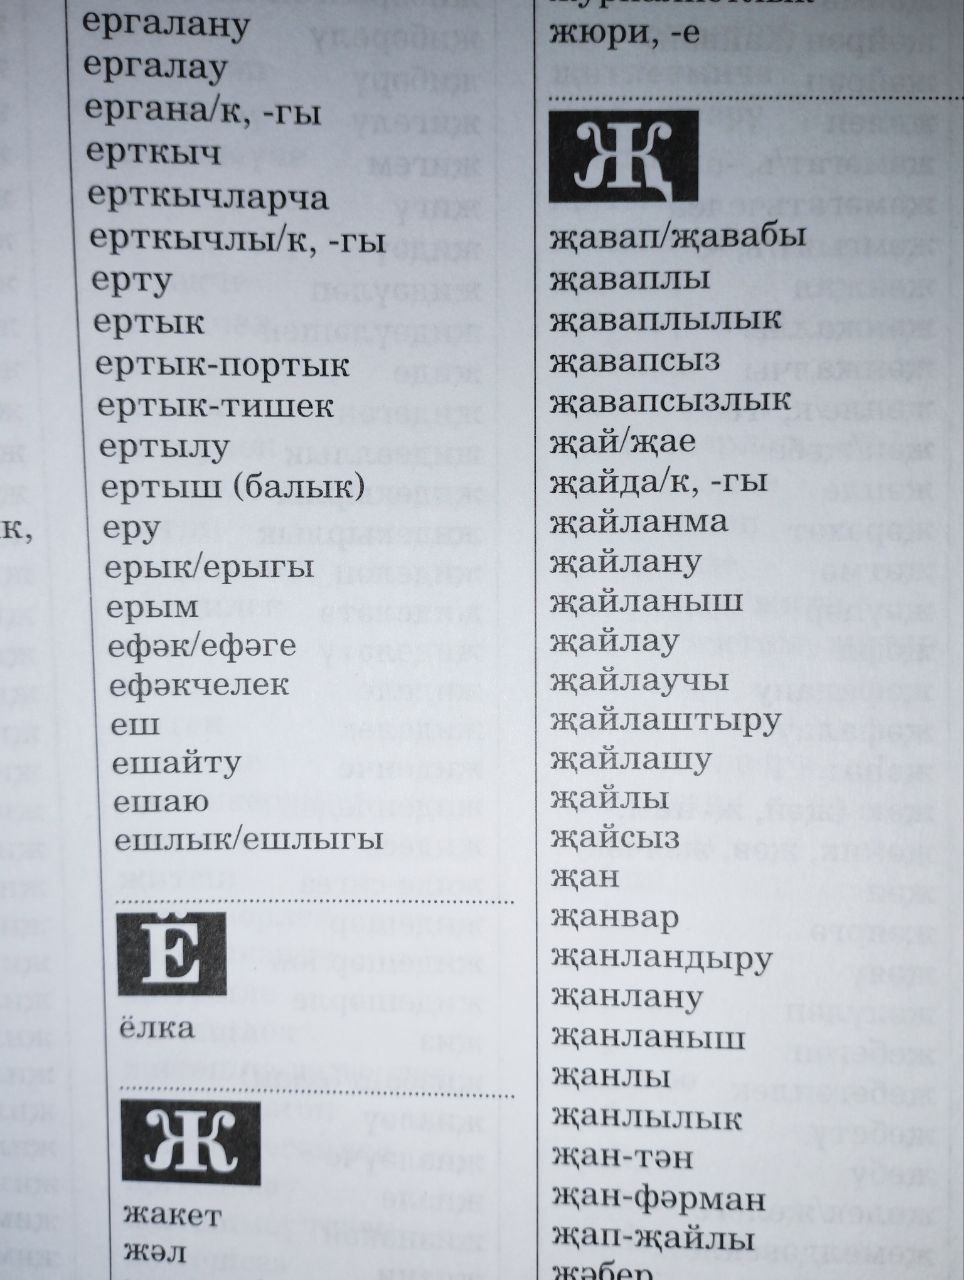 к,
ергалану
ергалау
ергана/к, -гы
ерткыч
ерткычларча
ерткычлы/к, -гы
ерту
ертык
ертык-портык
ертык-тишек
ертылу
ертыш (балык)
еру
ерык/ерыгы
ерым
ефәк/ефәге
ефәкчелек
еш
ешайту
ешаю
ешлык/ешлыгы
Ё
ёлка
Ж
жакет
жәл
жюри, -е
Җ
җавап/җавабы
җаваплы
җаваплылык
җавапсыз
җавапсызлык
җай/җае
җайда/к, -гы
җайланма
җайлану
җайланыш
җайлау
җайлаучы
җайлаштыру
җайлашу
җайлы
җайсыз
җан
җанвар
җанландыру
җанлану
җанланыш
җанлы
җанлылык
җан-тән
җан-фәрман
җап-җайлы
җәбер